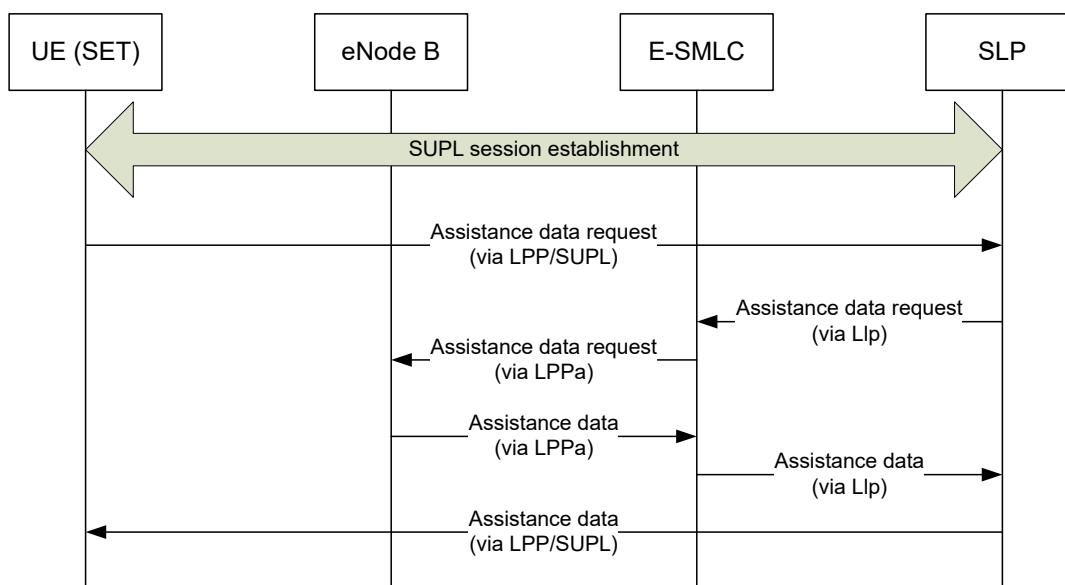 UE (SET)
eNode B
E-SMLC
SLP
SUPL session establishment
Assistance data request
(via LPP/SUPL)
Assistance data request
(via Llp)
Assistance data request
(via LPPa)
Assistance data
(via LPPa)
Assistance data
(via Llp)
Assistance data
(via LPP/SUPL)